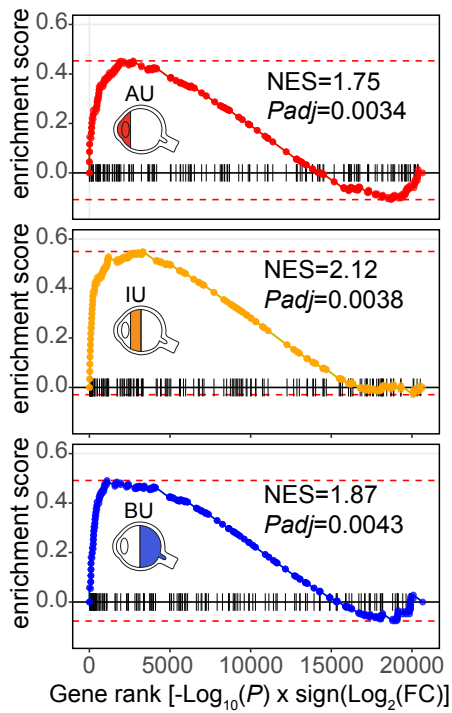 enrichment score
0.6
0.4
0.2
0.0
AU
NES=1.75
Padj=0.0034
enrichment score
0.6
0.4
0.2
0.0
IU
NES=2.12
Padj=0.0038
enrichment score
0.6
0.4
0.2
0.0
BU
NES=1.87
Padj=0.0043
0 5000 10000 15000 20000
Gene rank [-Log₁₀(P) x sign(Log₂(FC)]